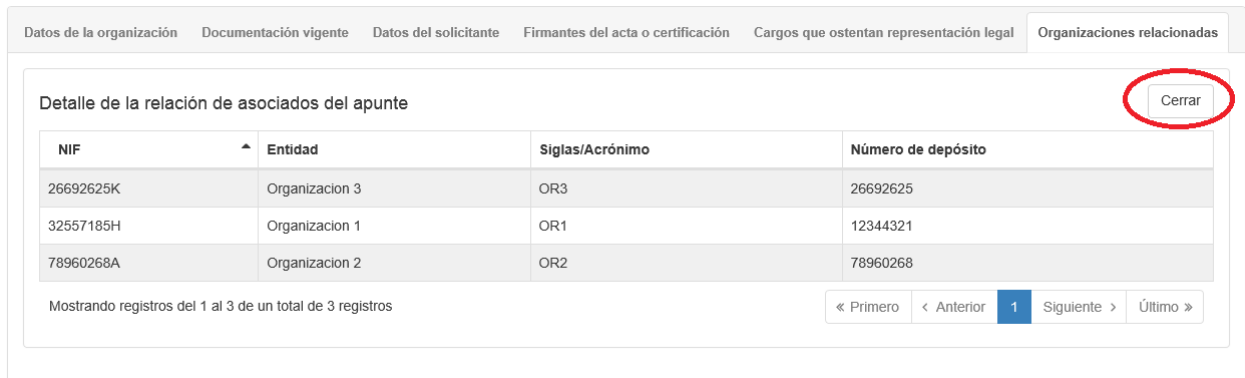 Datos de la organización Documentación vigente Datos del solicitante Firmantes del acta o certificación Cargos que ostentan representación legal Organizaciones relacionadas
Detalle de la relación de asociados del apunte Cerrar
NIF Entidad Siglas/Acrónimo Número de depósito
26692625K Organizacion 3 OR3 26692625
32557185H Organizacion 1 OR1 12344321
78960268A Organizacion 2 OR2 78960268
Mostrando registros del 1 al 3 de un total de 3 registros « Primero < Anterior 1 Siguiente > Último »